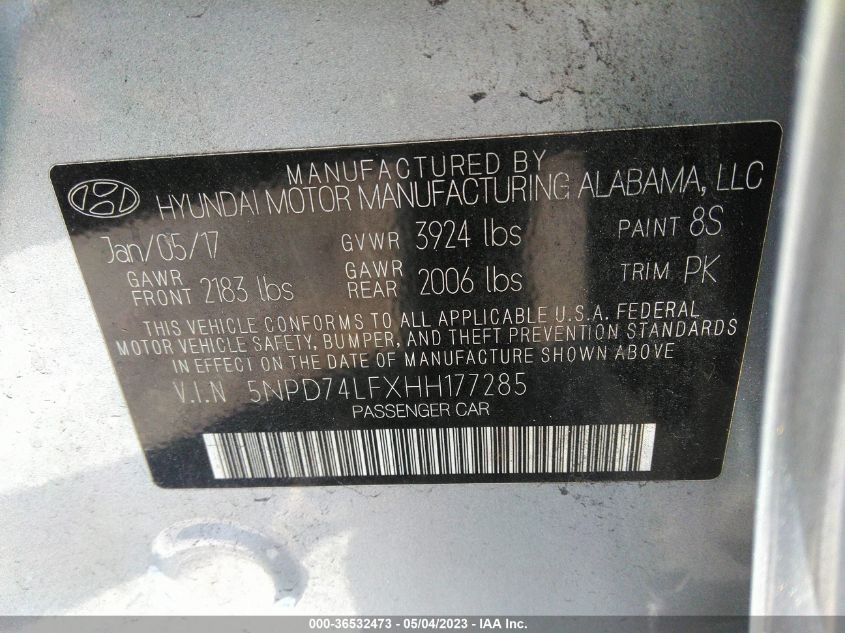 MANUFACTURED BY
HYUNDAI MOTOR MANUFACTURING ALABAMA, LLC
Jan/05/17 GVWR 3924 lbs PAINT 8S
GAWR FRONT 2183 lbs GAWR REAR 2006 lbs TRIM PK
THIS VEHICLE CONFORMS TO ALL APPLICABLE U.S.A. FEDERAL
MOTOR VEHICLE SAFETY, BUMPER, AND THEFT PREVENTION STANDARDS
IN EFFECT ON THE DATE OF MANUFACTURE SHOWN ABOVE.
V.I.N 5NPD74LFXHH177285
PASSENGER CAR
000-36532473 - 05/04/2023 - IAA Inc.